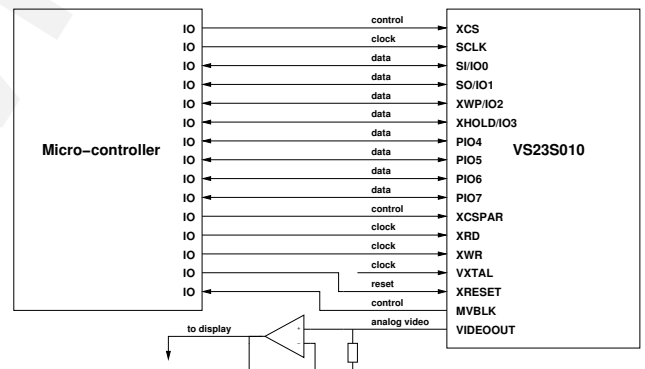 control
IO XCS
clock
IO SCLK
data
IO SI/IO0
data
IO SO/IO1
data
IO XWP/IO2
data
IO XHOLD/IO3
data
IO PIO4
Micro-controller VS23S010
data
IO PIO5
data
IO PIO6
data
IO PIO7
control
IO XCSPAR
clock
IO XRD
clock
IO XWR
clock
IO VXTAL
reset
IO XRESET
control
MVBLK
analog video
VIDEOOUT
to display
+
−